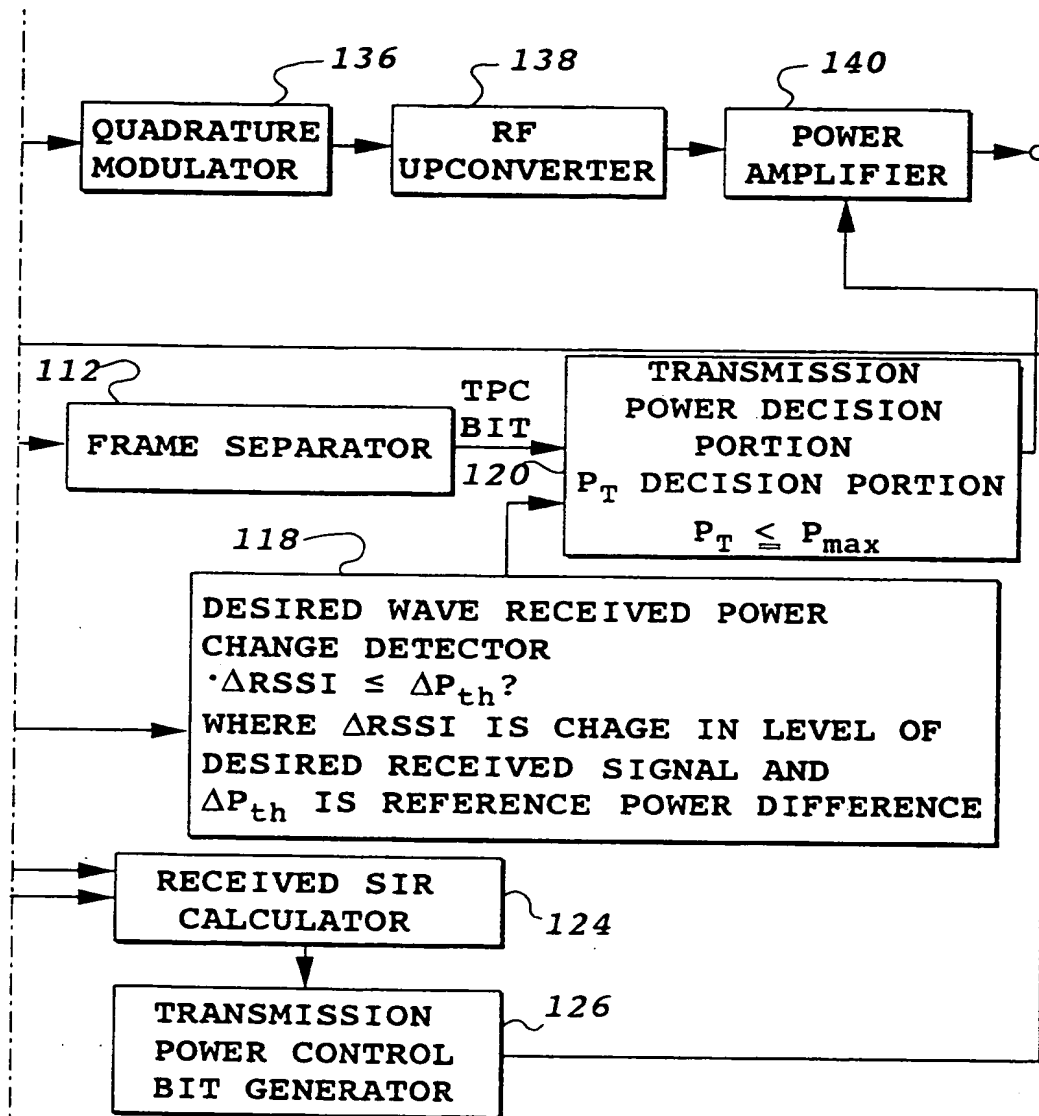 136
138
140
QUADRATURE
MODULATOR
RF
UPCONVERTER
POWER
AMPLIFIER
112
FRAME SEPARATOR
TPC
BIT
120
TRANSMISSION
POWER DECISION
PORTION
P_T DECISION PORTION
P_T ≦ P_max
118
DESIRED WAVE RECEIVED POWER
CHANGE DETECTOR
·ΔRSSI ≤ ΔP_th?
WHERE ΔRSSI IS CHAGE IN LEVEL OF
DESIRED RECEIVED SIGNAL AND
ΔP_th IS REFERENCE POWER DIFFERENCE
RECEIVED SIR
CALCULATOR
124
TRANSMISSION
POWER CONTROL
BIT GENERATOR
126